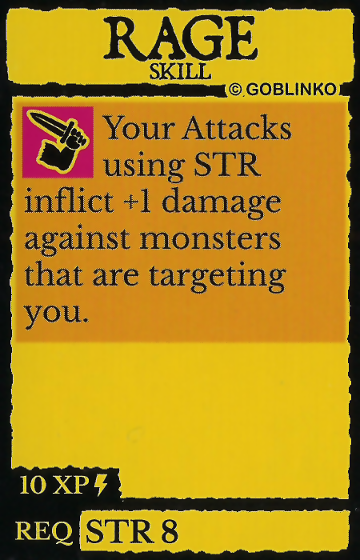 RAGE
SKILL
© GOBLINKO
Your Attacks
using STR
inflict +1 damage
against monsters
that are targeting
you.
10 XP
REQ STR 8